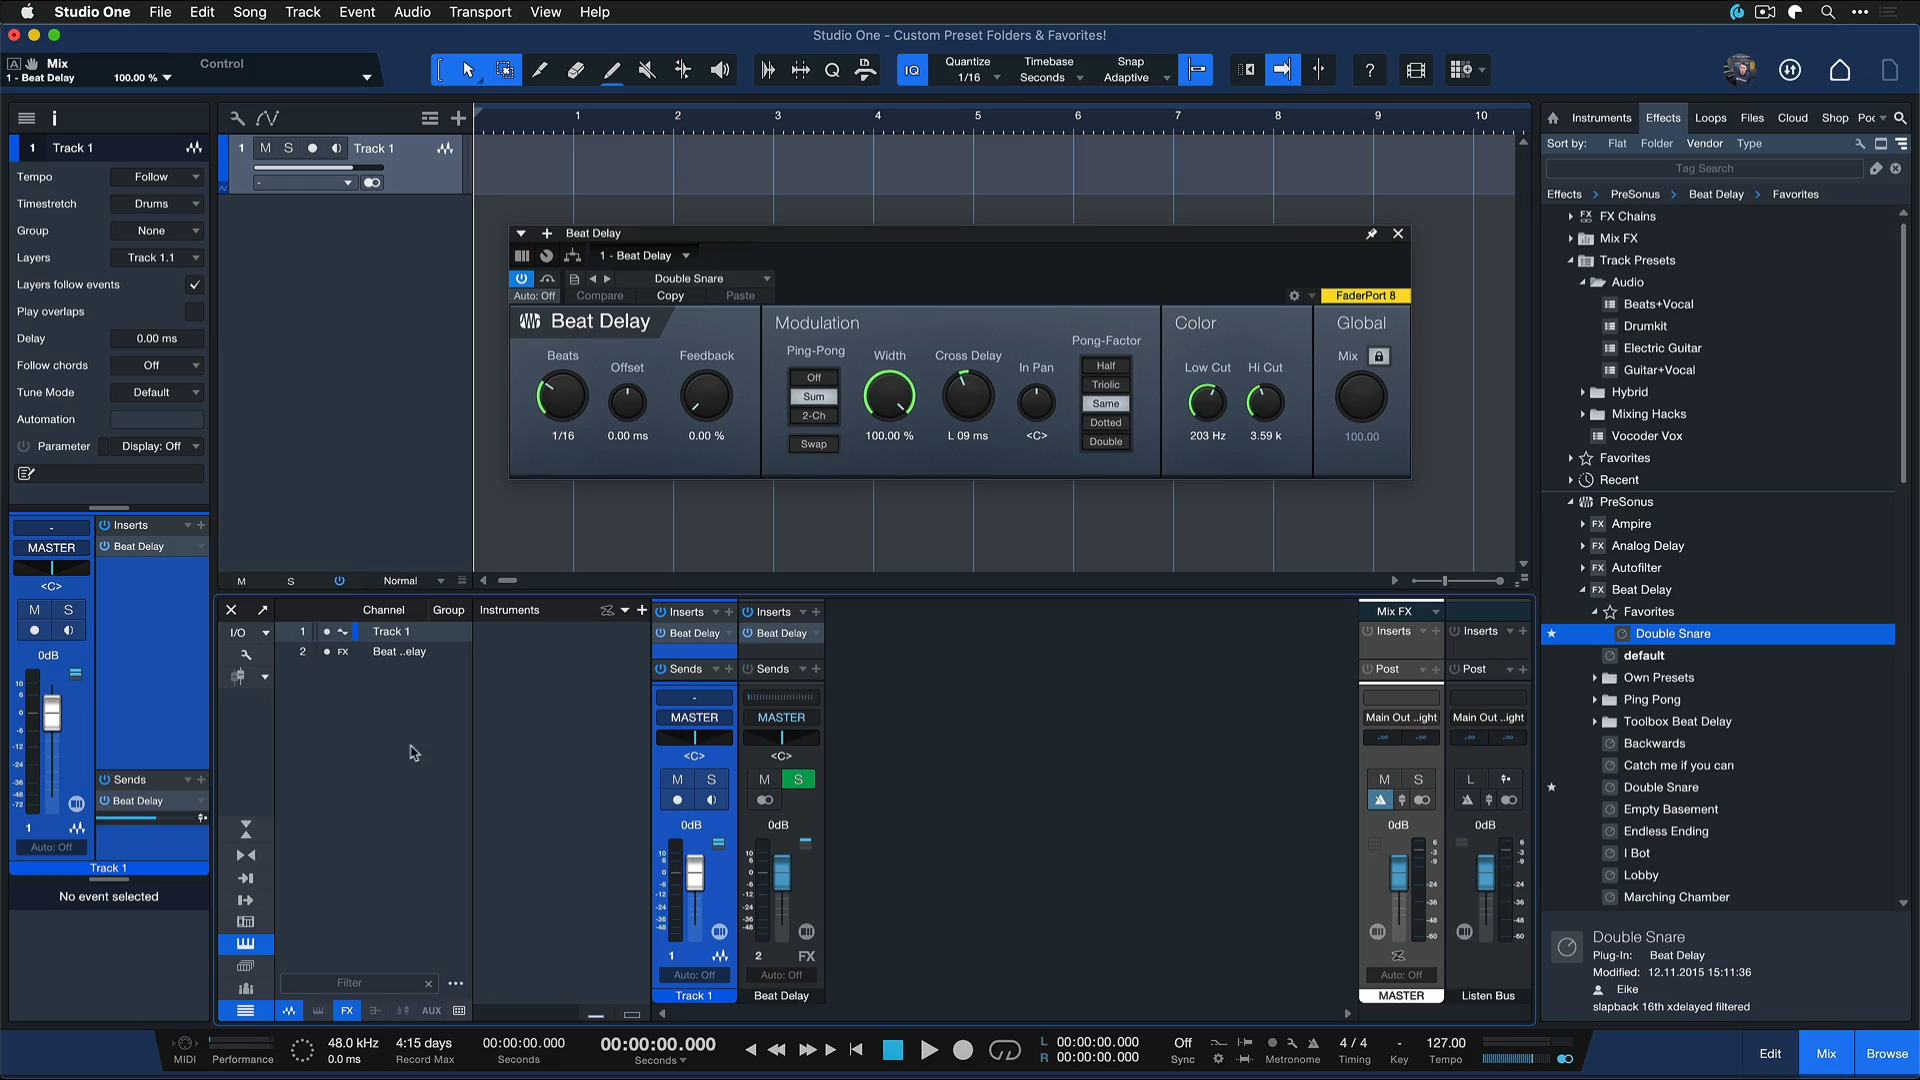 Studio One File Edit Song Track Event Audio Transport View Help
Studio One - Custom Preset Folders & Favorites!
A Mix
1 - Beat Delay 100.00 %
Control
IQ
Quantize
1/16
Timebase
Seconds
Snap
Adaptive
?
i
1 Track 1
Tempo Follow
Timestretch Drums
Group None
Layers Track 1.1
Layers follow events
Play overlaps
Delay 0.00 ms
Follow chords Off
Tune Mode Default
Automation
Parameter Display: Off
- Inserts
MASTER Beat Delay
<C>
M S
0dB
10
6
0
-6
-12
-24
-36
-48
-72
Sends
Beat Delay
1
Auto: Off
Track 1
No event selected
1 M S Track 1
-
1 2 3 4 5 6 7 8 9 10
M S Normal
Beat Delay
1 - Beat Delay
Double Snare
Auto: Off Compare Copy Paste FaderPort 8
Beat Delay
Beats Offset Feedback
1/16 0.00 ms 0.00 %
Modulation
Ping-Pong
Off
Sum
2-Ch
Swap
Width Cross Delay In Pan
100.00 % L 09 ms <C>
Pong-Factor
Half
Triolic
Same
Dotted
Double
Color
Low Cut Hi Cut
203 Hz 3.59 k
Global
Mix
100.00
Instruments Effects Loops Files Cloud Shop Poc
Sort by: Flat Folder Vendor Type
Tag Search
Effects > PreSonus > Beat Delay > Favorites
FX Chains
Mix FX
Track Presets
Audio
Beats+Vocal
Drumkit
Electric Guitar
Guitar+Vocal
Hybrid
Mixing Hacks
Vocoder Vox
Favorites
Recent
PreSonus
FX Ampire
FX Analog Delay
FX Autofilter
FX Beat Delay
Favorites
Double Snare
default
Own Presets
Ping Pong
Toolbox Beat Delay
Backwards
Catch me if you can
Double Snare
Empty Basement
Endless Ending
I Bot
Lobby
Marching Chamber
Double Snare
Plug-In: Beat Delay
Modified: 12.11.2015 15:11:36
Eike
slapback 16th xdelayed filtered
Channel Group Instruments
I/O
1 Track 1
2 FX Beat ..elay
Filter
FX AUX
Inserts Inserts
Beat Delay Beat Delay
Sends Sends
-
MASTER MASTER
<C> <C>
M S M S
0dB 0dB
1 2 FX
Auto: Off Auto: Off
Track 1 Beat Delay
Mix FX
Inserts Inserts
Post Post
Main Out ..ight Main Out ..ight
-∞ -∞ -∞ -∞
M S L
0dB 0dB
Auto: Off
MASTER Listen Bus
MIDI Performance
48.0 kHz
0.0 ms
4:15 days
Record Max
00:00:00.000
Seconds
00:00:00.000
Seconds
L 00:00:00.000
R 00:00:00.000
Off
Sync
Metronome
4 / 4
Timing
-
Key
127.00
Tempo
Edit Mix Browse